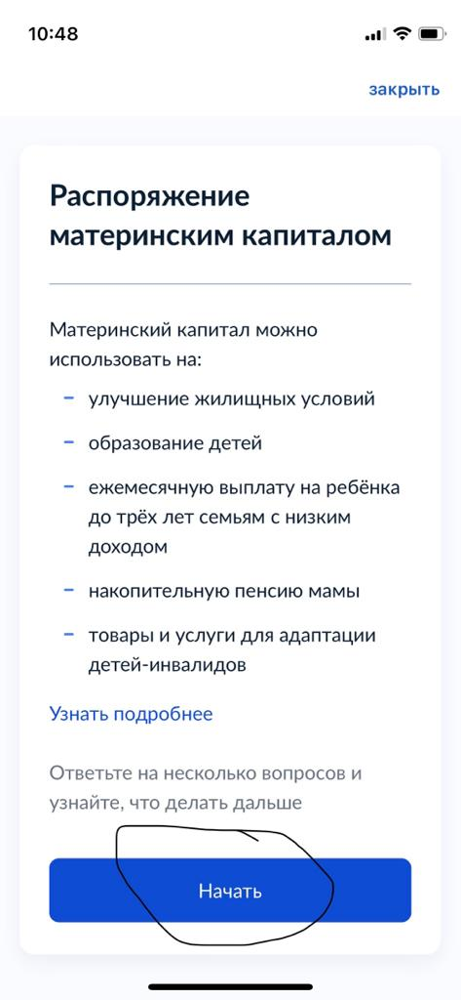 10:48
закрыть
Распоряжение
материнским капиталом
Материнский капитал можно
использовать на:
– улучшение жилищных условий
– образование детей
– ежемесячную выплату на ребёнка
до трёх лет семьям с низким
доходом
– накопительную пенсию мамы
– товары и услуги для адаптации
детей-инвалидов
Узнать подробнее
Ответьте на несколько вопросов и
узнайте, что делать дальше
Начать